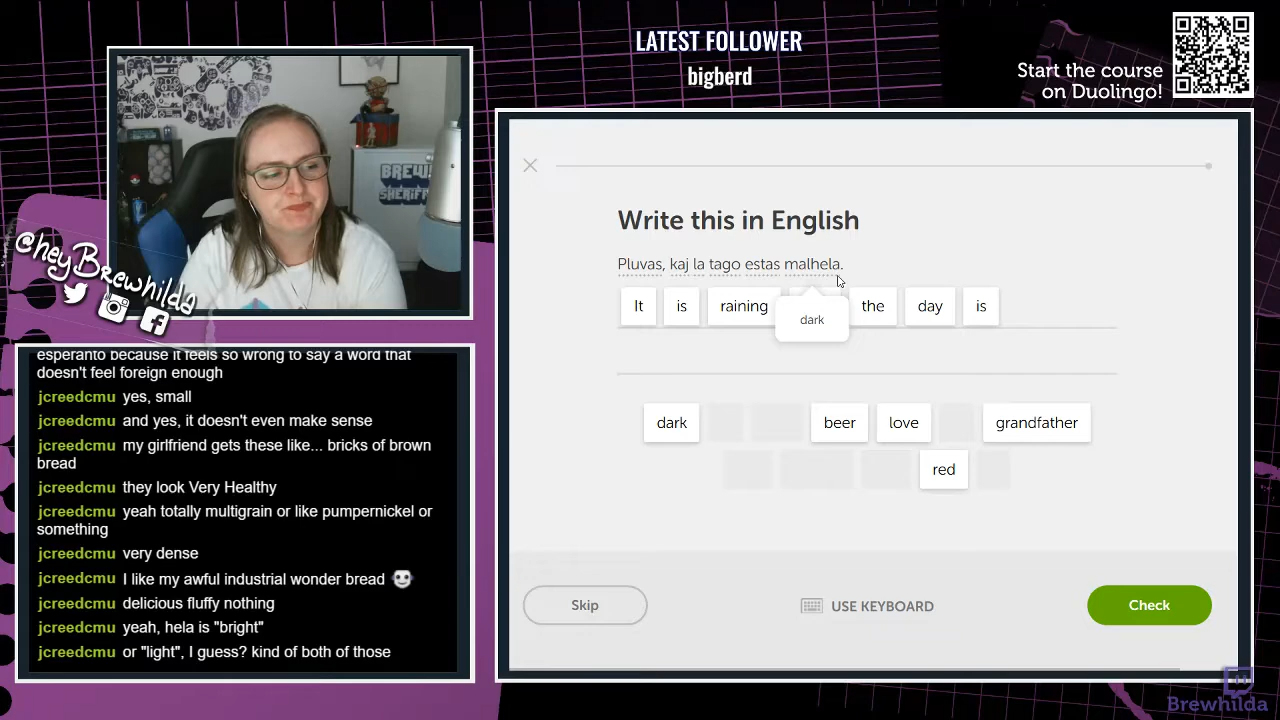 LATEST FOLLOWER
bigberd
Start the course
on Duolingo!
BREW!
SHERIFF
@heyBrewhilda
esperanto because it feels so wrong to say a word that
doesn't feel foreign enough
jcreedcmu yes, small
jcreedcmu and yes, it doesn't even make sense
jcreedcmu my girlfriend gets these like... bricks of brown
bread
jcreedcmu they look Very Healthy
jcreedcmu yeah totally multigrain or like pumpernickel or
something
jcreedcmu very dense
jcreedcmu I like my awful industrial wonder bread
jcreedcmu delicious fluffy nothing
jcreedcmu yeah, hela is "bright"
jcreedcmu or "light", I guess? kind of both of those
Write this in English
Pluvas, kaj la tago estas malhela.
It is raining the day is
dark
dark beer love grandfather
red
Skip
USE KEYBOARD
Check
Brewhilda